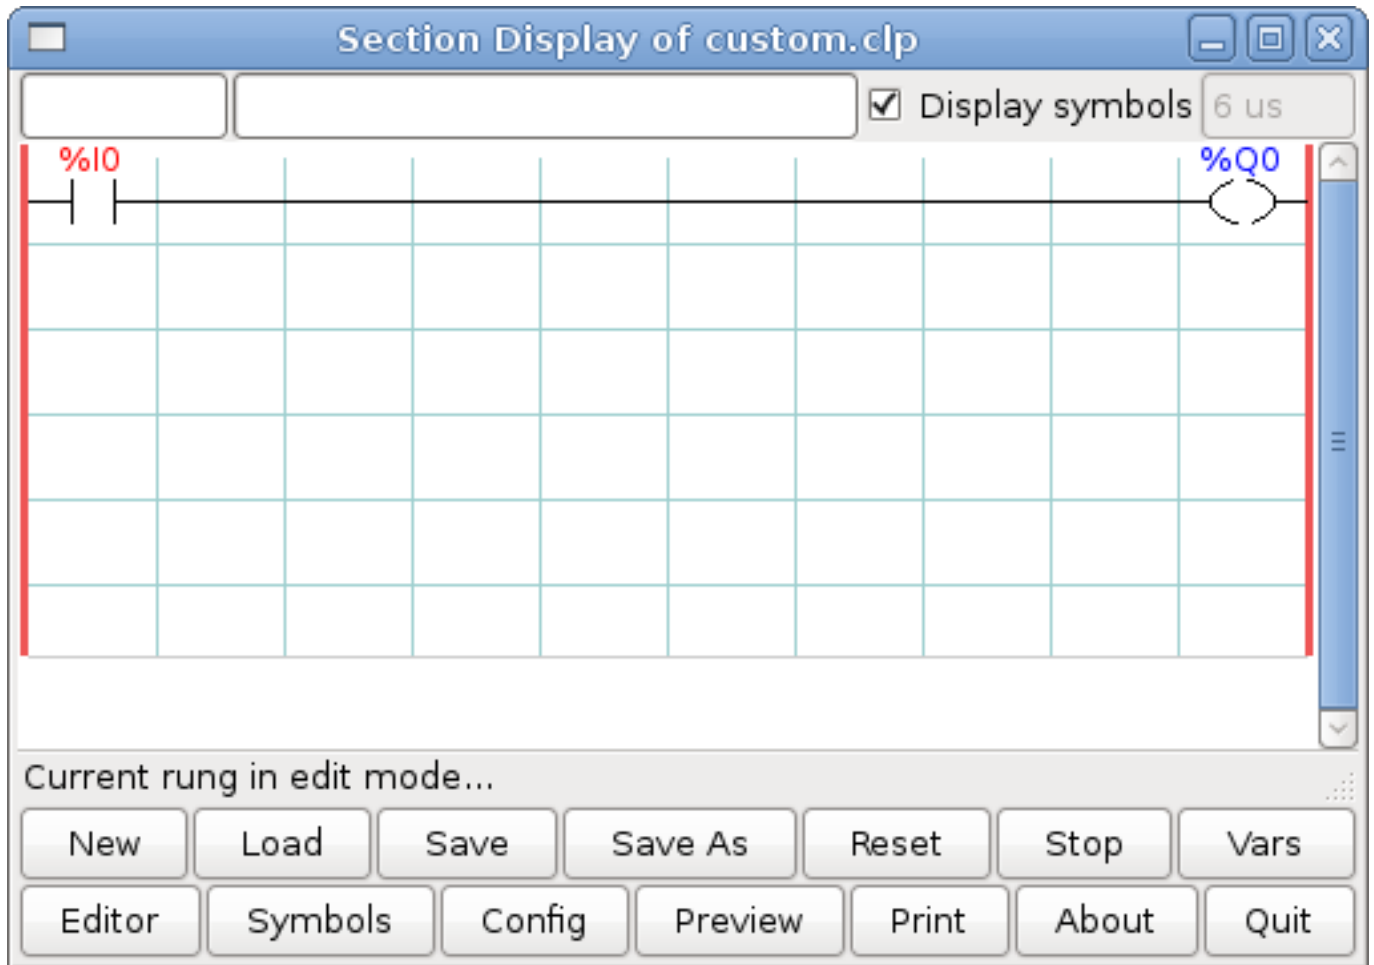 Section Display of custom.clp
Display symbols 6 us
%I0 %Q0
Current rung in edit mode...
New Load Save Save As Reset Stop Vars
Editor Symbols Config Preview Print About Quit